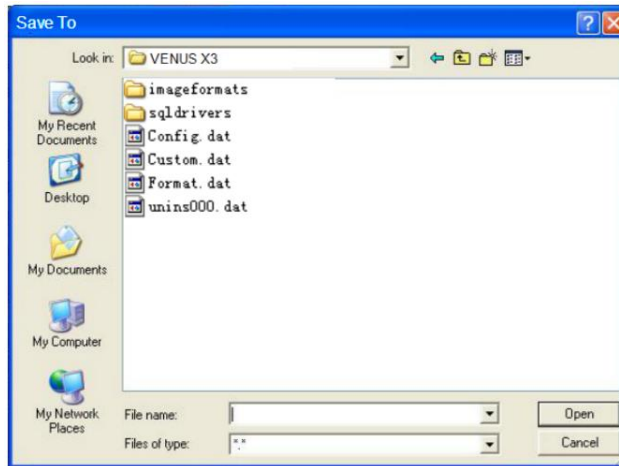 Save To
Look in: VENUS X3
imageformats
sqldrivers
Config.dat
Custom.dat
Format.dat
unins000.dat
My Recent
Documents
Desktop
My Documents
My Computer
My Network
Places
File name:
Open
Files of type: *.*
Cancel